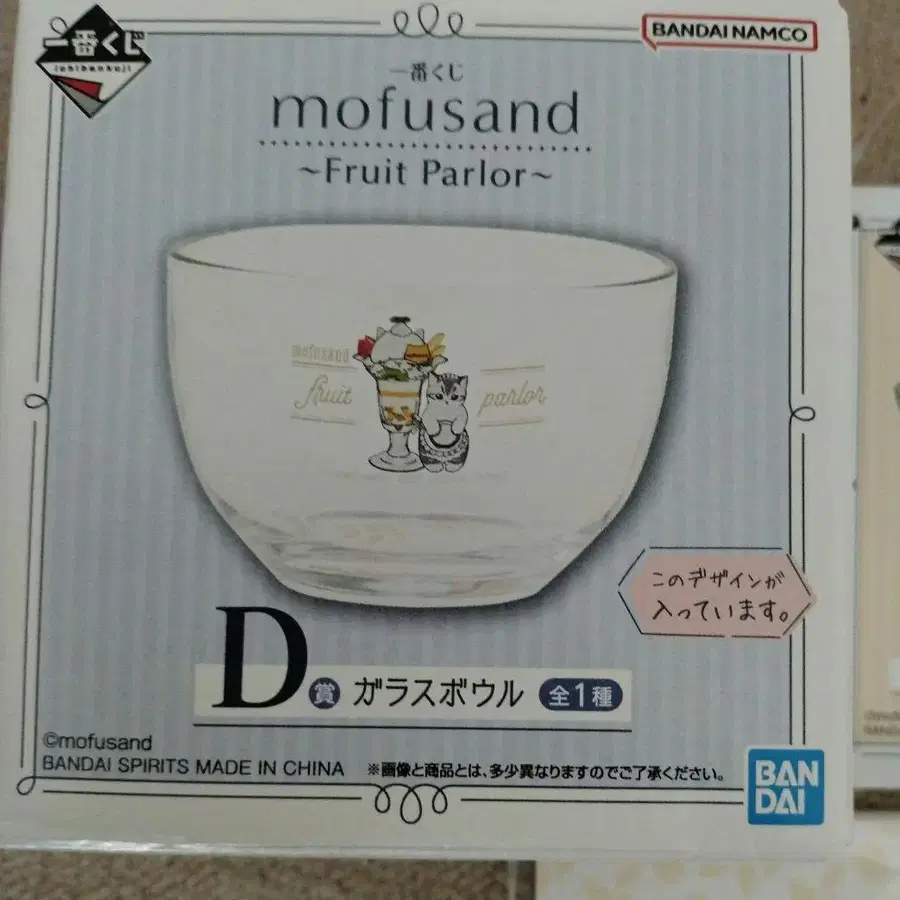 一番くじ
ichibankuji
BANDAI NAMCO
一番くじ
mofusand
~Fruit Parlor~
mofusand
fruit parlor
このデザインが
入っています。
D賞 ガラスボウル 全1種
©mofusand
BANDAI SPIRITS MADE IN CHINA ※画像と商品とは、多少異なりますのでご了承ください。
BAN
DAI